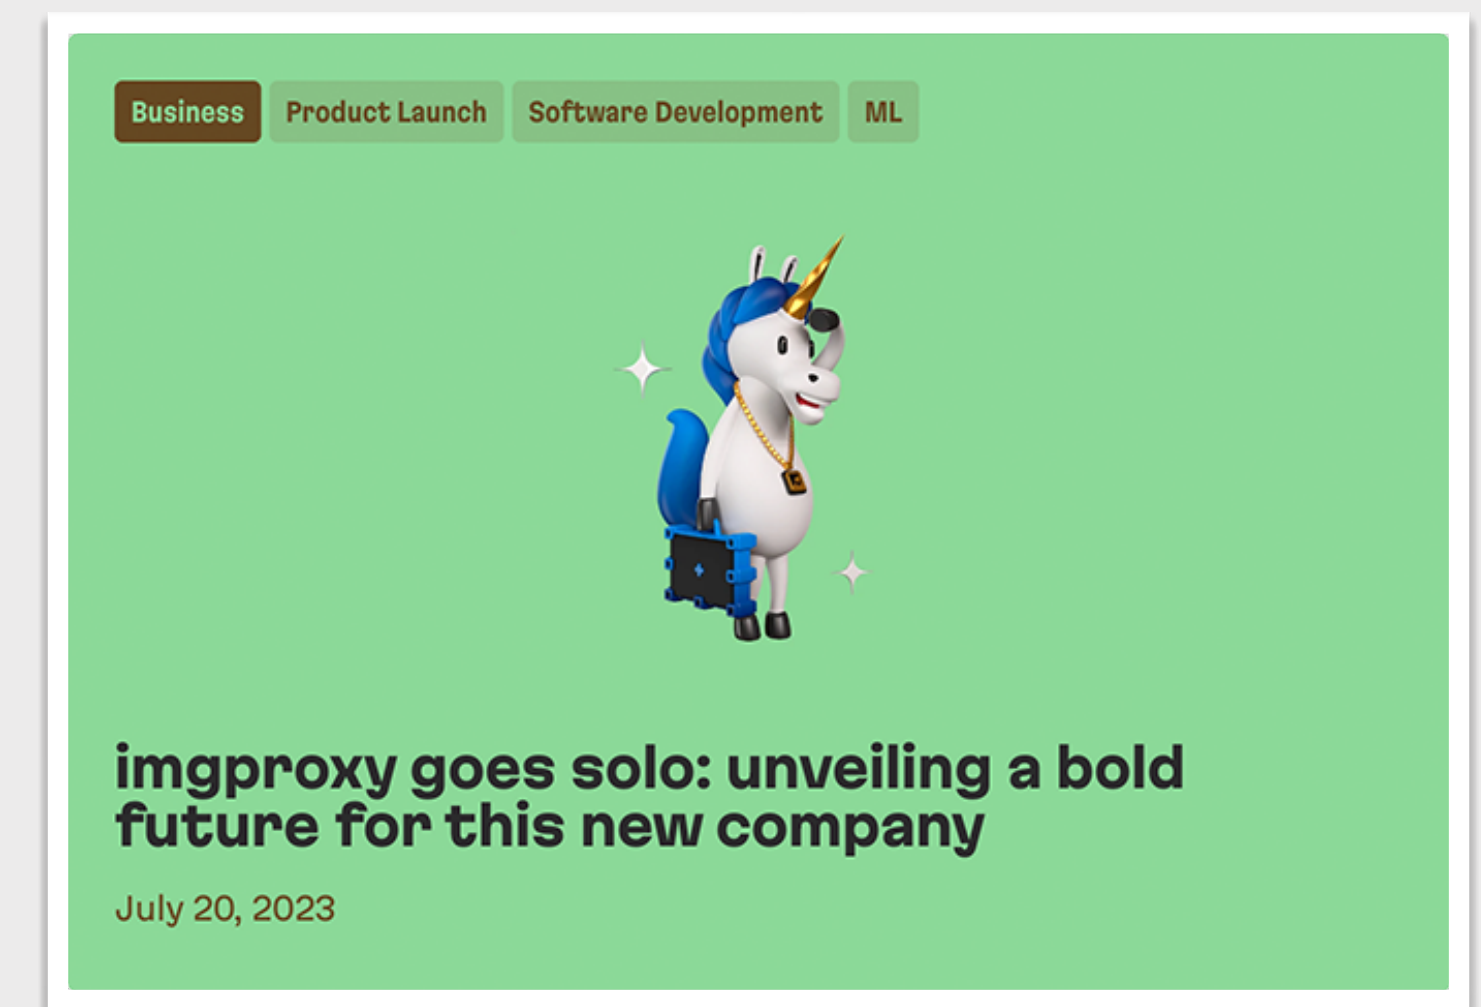 Business Product Launch Software Development ML
imgproxy goes solo: unveiling a bold
future for this new company
July 20, 2023